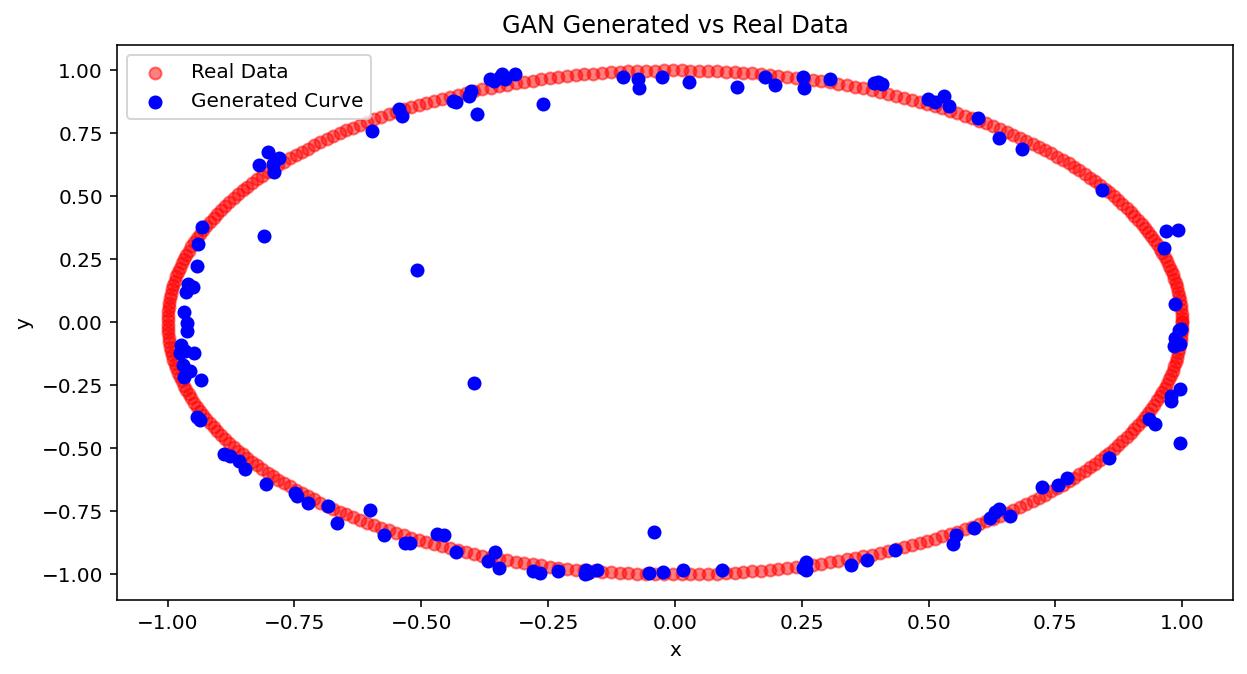 GAN Generated vs Real Data
Real Data
Generated Curve
1.00
0.75
0.50
0.25
0.00
−0.25
−0.50
−0.75
−1.00
y
−1.00 −0.75 −0.50 −0.25 0.00 0.25 0.50 0.75 1.00
x